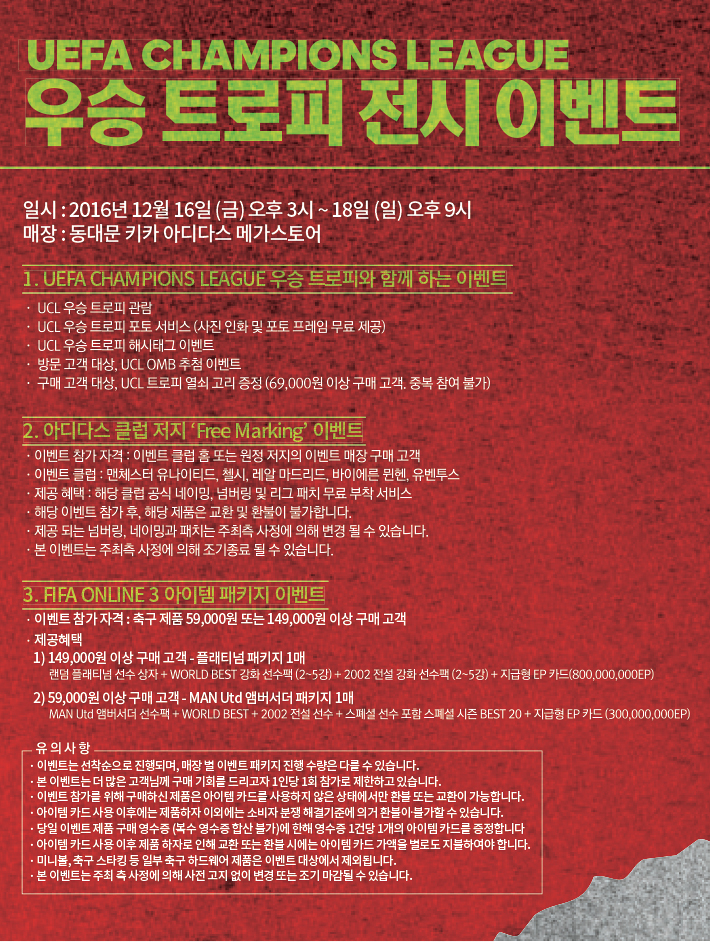 UEFA CHAMPIONS LEAGUE
우승 트로피 전시 이벤트
일시 : 2016년 12월 16일 (금) 오후 3시 ~ 18일 (일) 오후 9시
매장 : 동대문 키카 아디다스 메가스토어
1. UEFA CHAMPIONS LEAGUE 우승 트로피와 함께 하는 이벤트
· UCL 우승 트로피 관람
· UCL 우승 트로피 포토 서비스 (사진 인화 및 포토 프레임 무료 제공)
· UCL 우승 트로피 해시태그 이벤트
· 방문 고객 대상, UCL OMB 추첨 이벤트
· 구매 고객 대상, UCL 트로피 열쇠 고리 증정 (69,000원 이상 구매 고객. 중복 참여 불가)
2. 아디다스 클럽 저지 ‘Free Marking’ 이벤트
· 이벤트 참가 자격 : 이벤트 클럽 홈 또는 원정 저지의 이벤트 매장 구매 고객
· 이벤트 클럽 : 맨체스터 유나이티드, 첼시, 레알 마드리드, 바이에른 뮌헨, 유벤투스
· 제공 혜택 : 해당 클럽 공식 네이밍, 넘버링 및 리그 패치 무료 부착 서비스
· 해당 이벤트 참가 후, 해당 제품은 교환 및 환불이 불가합니다.
· 제공 되는 넘버링, 네이밍과 패치는 주최측 사정에 의해 변경 될 수 있습니다.
· 본 이벤트는 주최측 사정에 의해 조기종료 될 수 있습니다.
3. FIFA ONLINE 3 아이템 패키지 이벤트
· 이벤트 참가 자격 : 축구 제품 59,000원 또는 149,000원 이상 구매 고객
· 제공혜택
1) 149,000원 이상 구매 고객 - 플래티넘 패키지 1매
랜덤 플래티넘 선수 상자 + WORLD BEST 강화 선수팩 (2~5강) + 2002 전설 강화 선수팩 (2~5강) + 지급형 EP 카드(800,000,000EP)
2) 59,000원 이상 구매 고객 - MAN Utd 앰버서더 패키지 1매
MAN Utd 앰버서더 선수팩 + WORLD BEST + 2002 전설 선수 + 스페셜 선수 포함 스페셜 시즌 BEST 20 + 지급형 EP 카드 (300,000,000EP)
유의사항
· 이벤트는 선착순으로 진행되며, 매장 별 이벤트 패키지 진행 수량은 다를 수 있습니다.
· 본 이벤트는 더 많은 고객님께 구매 기회를 드리고자 1인당 1회 참가로 제한하고 있습니다.
· 이벤트 참가를 위해 구매하신 제품은 아이템 카드를 사용하지 않은 상태에서만 환불 또는 교환이 가능합니다.
· 아이템 카드 사용 이후에는 제품하자 이외에는 소비자 분쟁 해결기준에 의거 환불이 불가할 수 있습니다.
· 당일 이벤트 제품 구매 영수증 (복수 영수증 합산 불가)에 한해 영수증 1건당 1개의 아이템 카드를 증정합니다
· 아이템 카드 사용 이후 제품 하자로 인해 교환 또는 환불 시에는 아이템 카드 가액을 별로도 지불하여야 합니다.
· 미니볼, 축구 스타킹 등 일부 축구 하드웨어 제품은 이벤트 대상에서 제외됩니다.
· 본 이벤트는 주최 측 사정에 의해 사전 고지 없이 변경 또는 조기 마감될 수 있습니다.